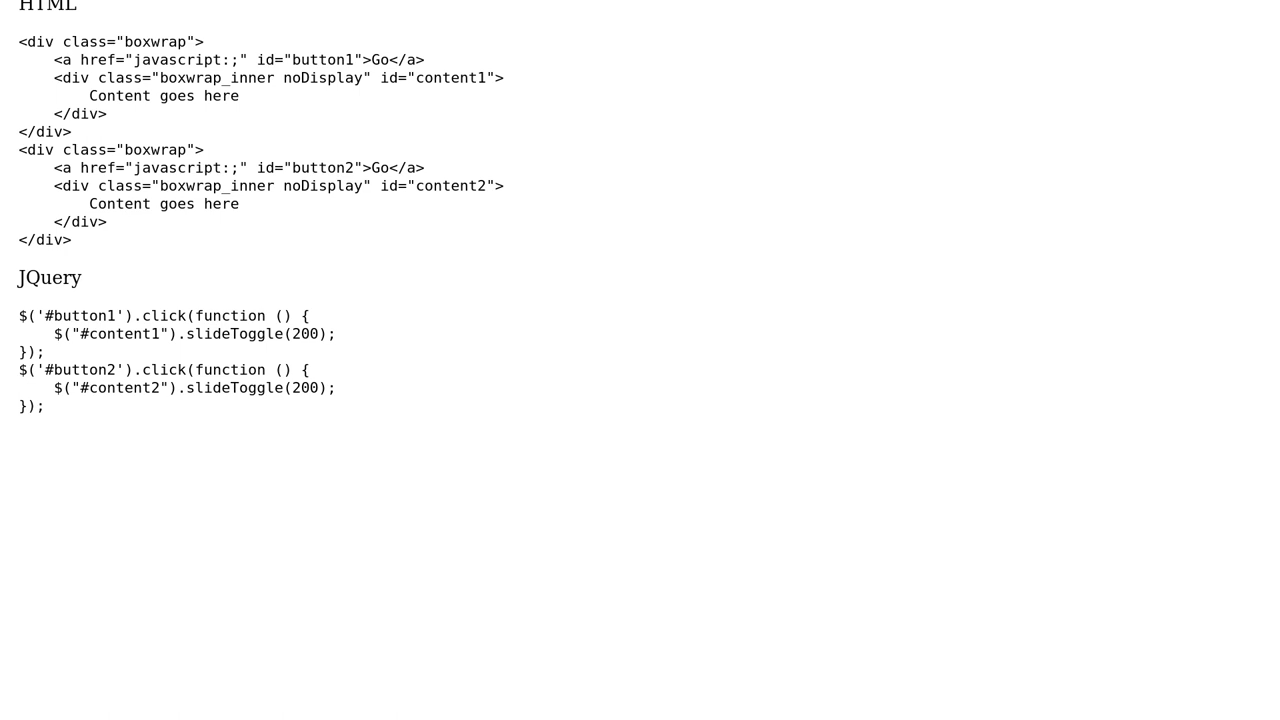 HTML
<div class="boxwrap">
    <a href="javascript:;" id="button1">Go</a>
    <div class="boxwrap_inner noDisplay" id="content1">
        Content goes here
    </div>
</div>
<div class="boxwrap">
    <a href="javascript:;" id="button2">Go</a>
    <div class="boxwrap_inner noDisplay" id="content2">
        Content goes here
    </div>
</div>
JQuery
$('#button1').click(function () {
    $("#content1").slideToggle(200);
});
$('#button2').click(function () {
    $("#content2").slideToggle(200);
});